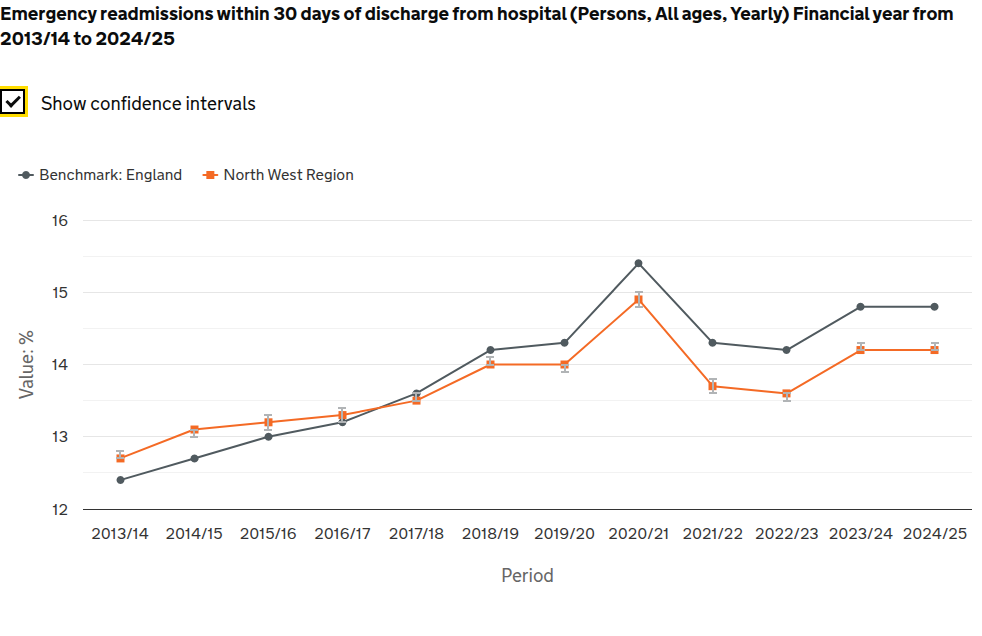 Emergency readmissions within 30 days of discharge from hospital (Persons, All ages, Yearly) Financial year from
2013/14 to 2024/25
Show confidence intervals
Benchmark: England North West Region
16
15
14
13
12
Value: %
2013/14 2014/15 2015/16 2016/17 2017/18 2018/19 2019/20 2020/21 2021/22 2022/23 2023/24 2024/25
Period